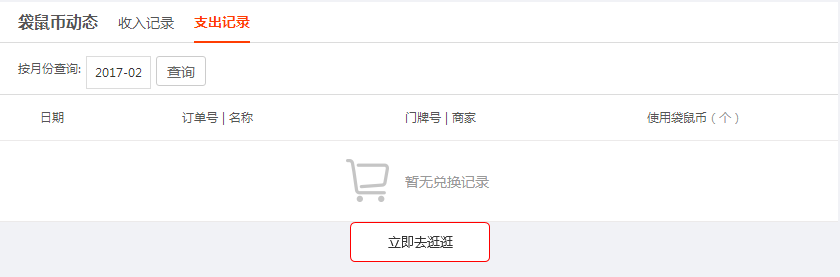 袋鼠币动态 收入记录 支出记录
按月份查询: 2017-02 查询
日期 订单号 | 名称 门牌号 | 商家 使用袋鼠币（个）
暂无兑换记录
立即去逛逛